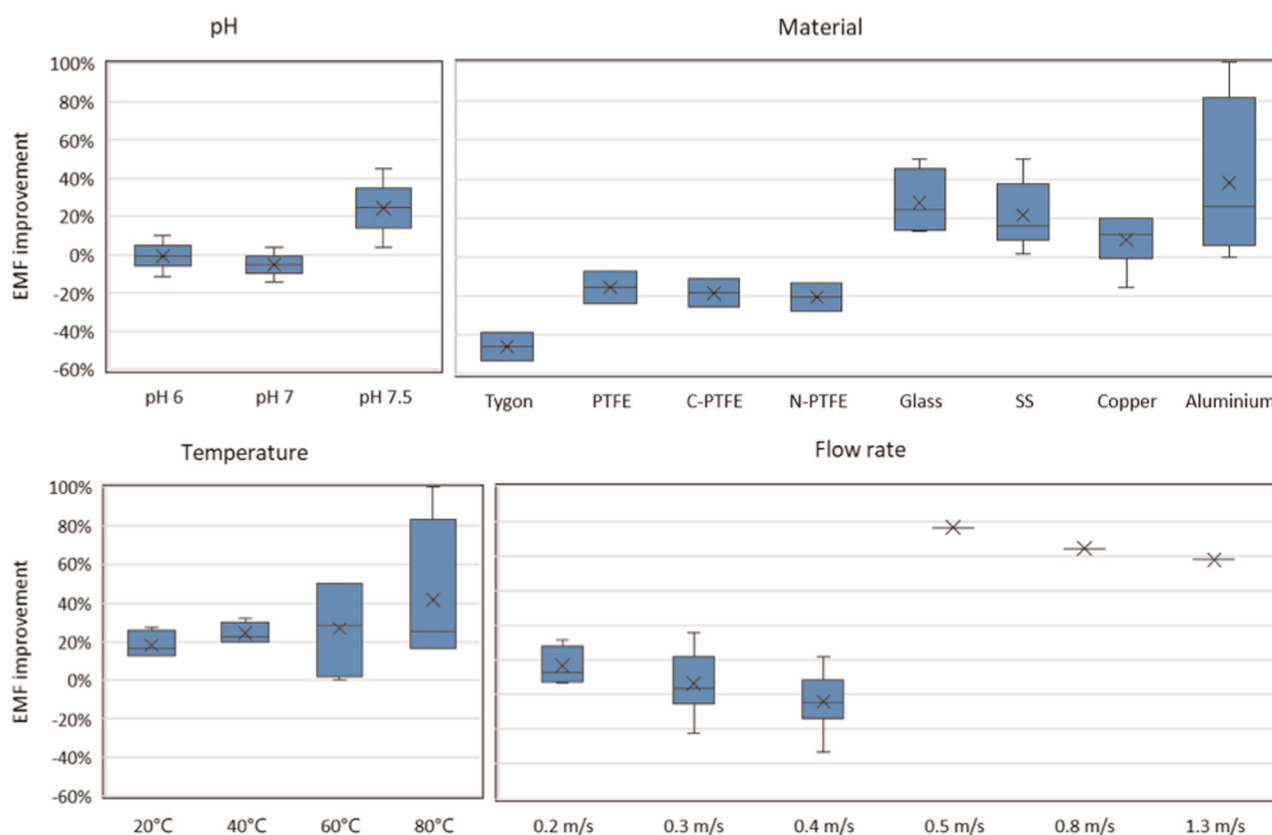 pH
Material
EMF improvement
100%
80%
60%
40%
20%
0%
-20%
-40%
-60%
pH 6 pH 7 pH 7.5
Tygon PTFE C-PTFE N-PTFE Glass SS Copper Aluminium
Temperature
Flow rate
EMF improvement
100%
80%
60%
40%
20%
0%
-20%
-40%
-60%
20°C 40°C 60°C 80°C
0.2 m/s 0.3 m/s 0.4 m/s 0.5 m/s 0.8 m/s 1.3 m/s